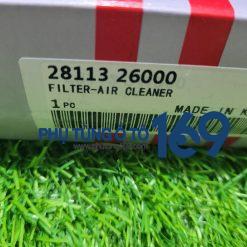 28113 26000
FILTER-AIR CLEANER
1 PC
MADE IN K
PHỤ TÙNG Ô TÔ 169